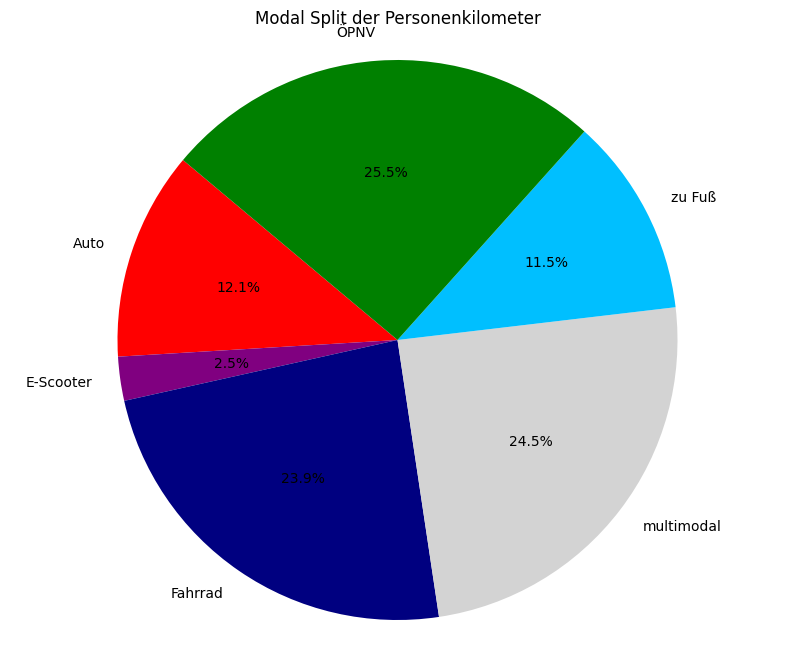 Modal Split der Personenkilometer
ÖPNV
25.5%
zu Fuß
11.5%
Auto
12.1%
E-Scooter
2.5%
24.5%
23.9%
multimodal
Fahrrad